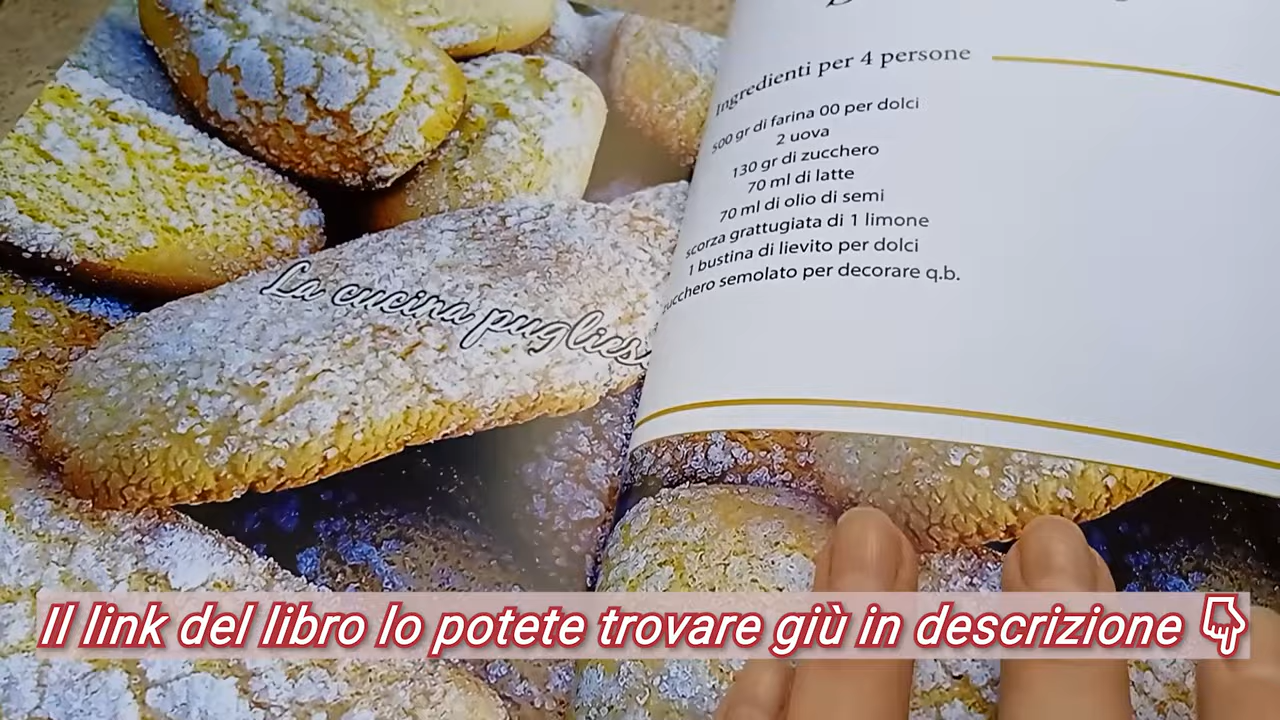 Ingredienti per 4 persone
500 gr di farina 00 per dolci
2 uova
130 gr di zucchero
70 ml di latte
70 ml di olio di semi
scorza grattugiata di 1 limone
1 bustina di lievito per dolci
zucchero semolato per decorare q.b.
La cucina pugliese
Il link del libro lo potete trovare giù in descrizione